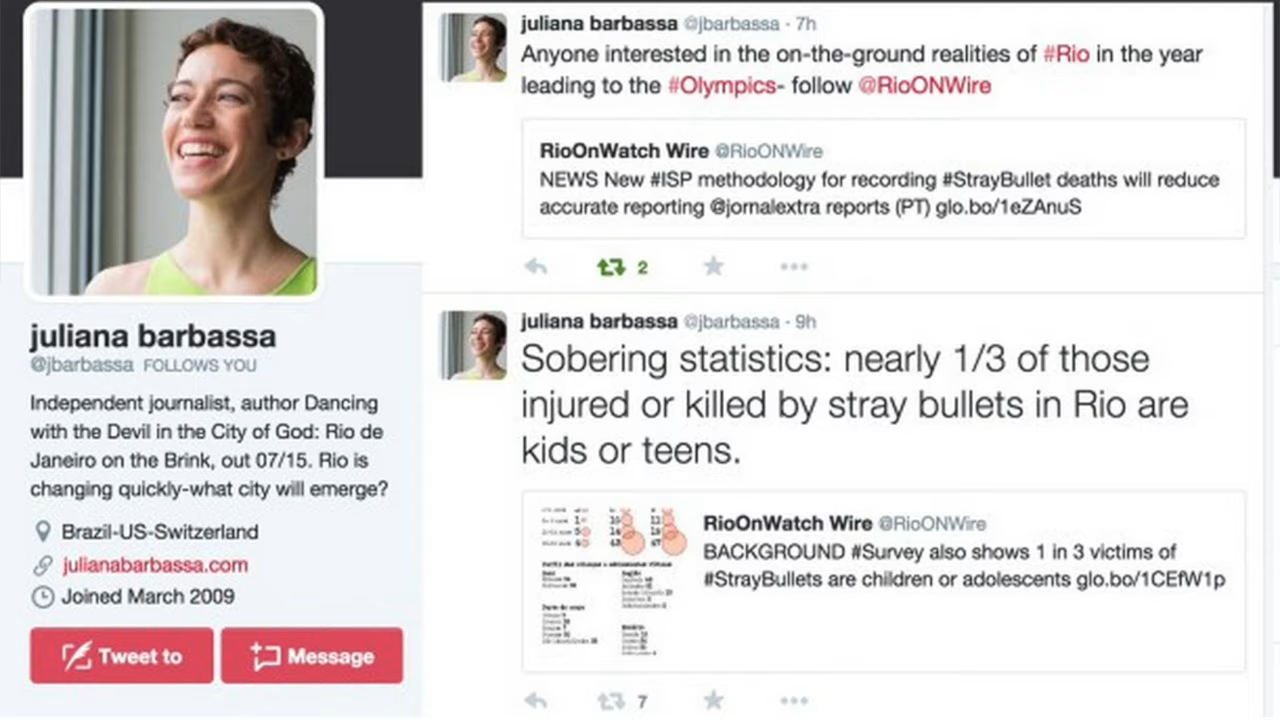 juliana barbassa
@jbarbassa FOLLOWS YOU
Independent journalist, author Dancing
with the Devil in the City of God: Rio de
Janeiro on the Brink, out 07/15. Rio is
changing quickly-what city will emerge?
Brazil-US-Switzerland
julianabarbassa.com
Joined March 2009
Tweet to
Message
juliana barbassa @jbarbassa · 7h
Anyone interested in the on-the-ground realities of #Rio in the year
leading to the #Olympics- follow @RioONWire
RioOnWatch Wire @RioONWire
NEWS New #ISP methodology for recording #StrayBullet deaths will reduce
accurate reporting @jornalextra reports (PT) glo.bo/1eZAnuS
2
juliana barbassa @jbarbassa · 9h
Sobering statistics: nearly 1/3 of those
injured or killed by stray bullets in Rio are
kids or teens.
RioOnWatch Wire @RioONWire
BACKGROUND #Survey also shows 1 in 3 victims of
#StrayBullets are children or adolescents glo.bo/1CEfW1p
7